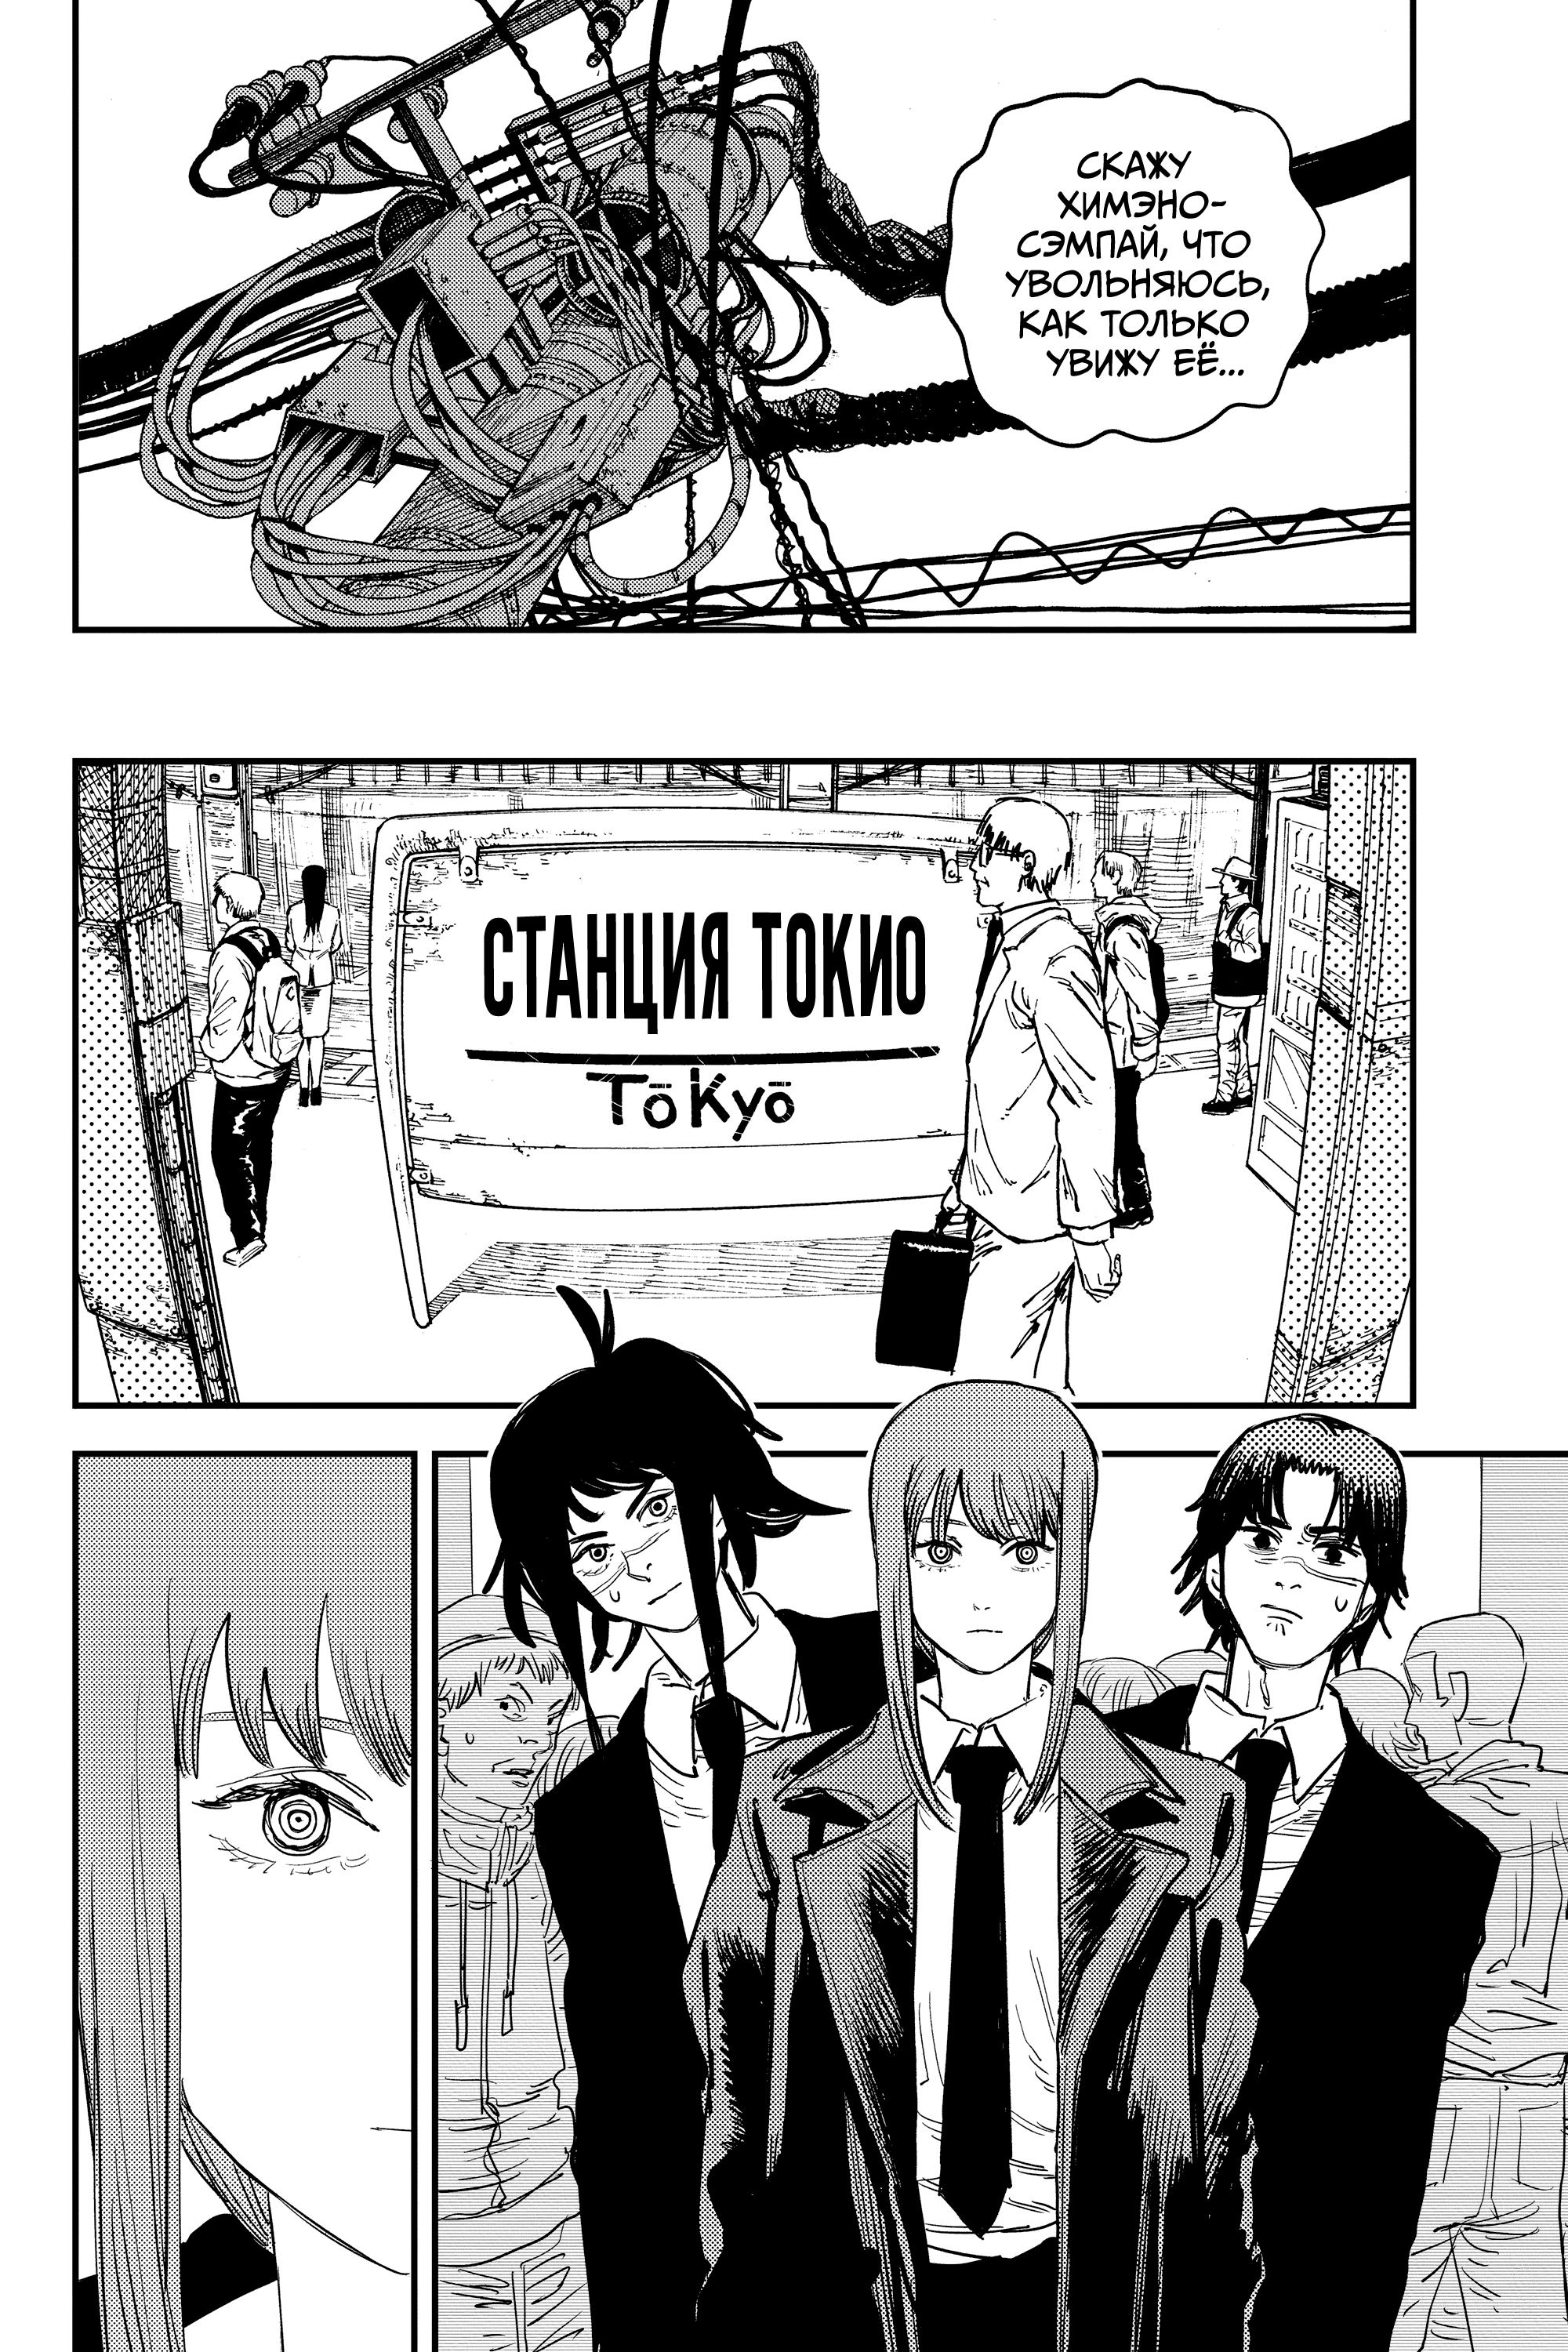 СКАЖУ
ХИМЭНО-
СЭМПАЙ, ЧТО
УВОЛЬНЯЮСЬ,
КАК ТОЛЬКО
УВИЖУ ЕЁ...
СТАНЦИЯ ТОКИО
Tōkyō